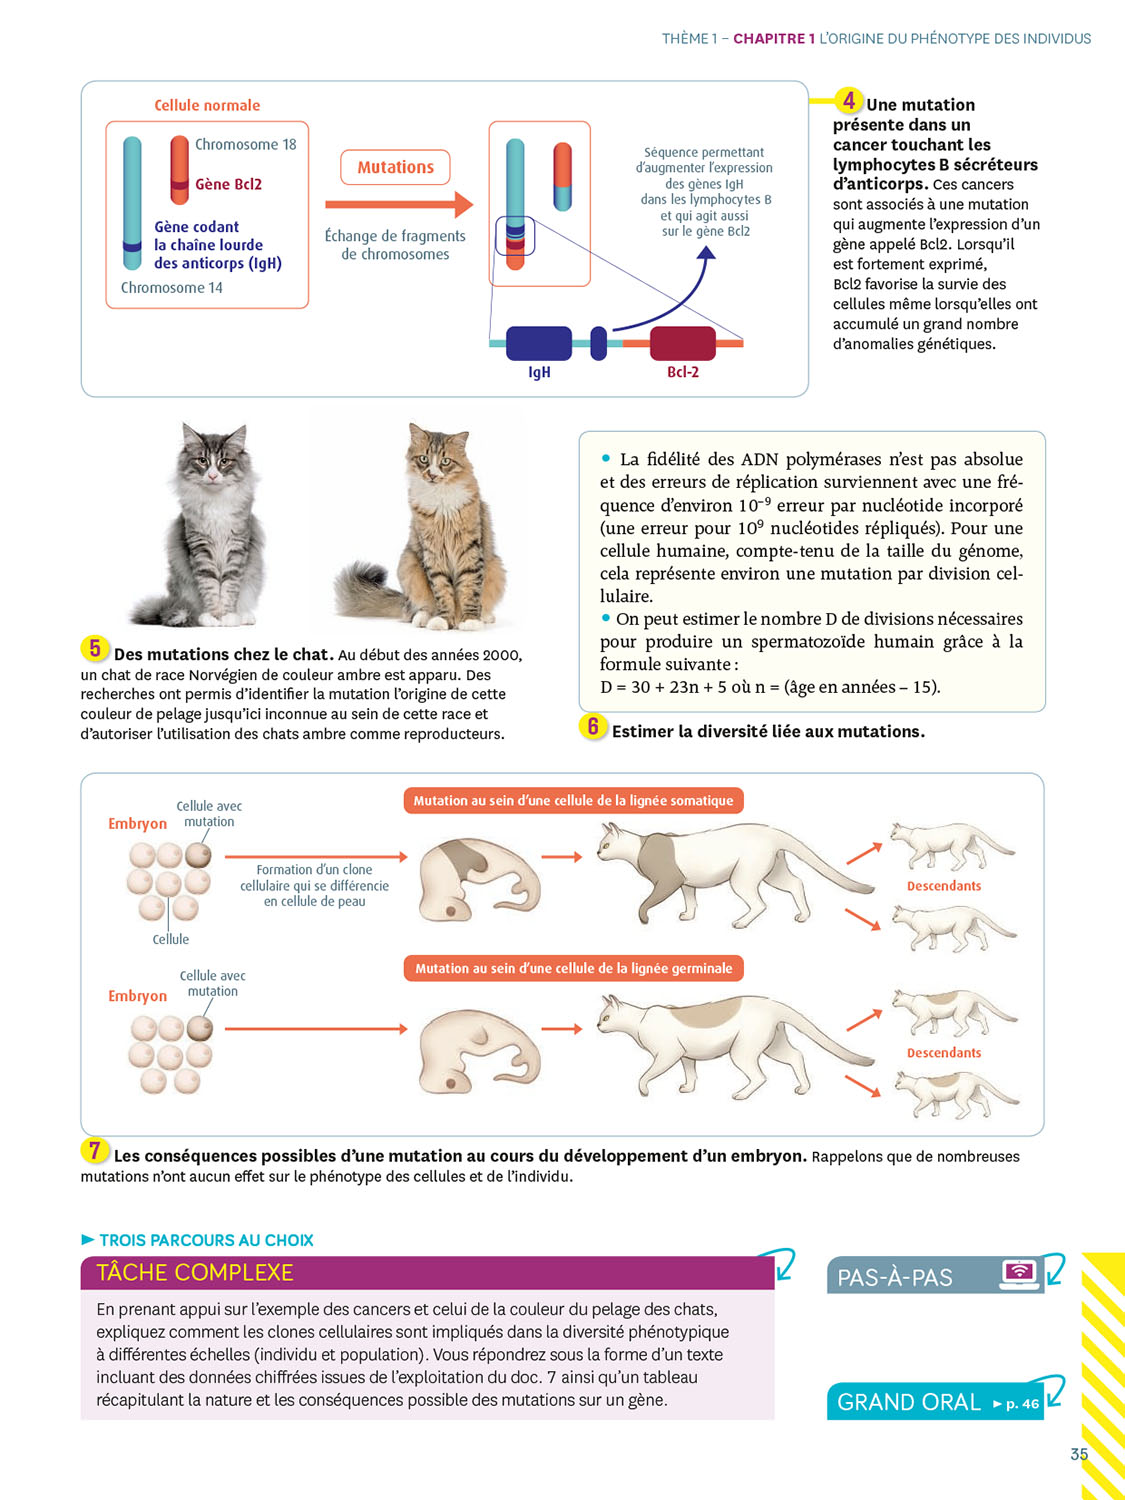 THÈME 1 – CHAPITRE 1 L'ORIGINE DU PHÉNOTYPE DES INDIVIDUS
Cellule normale
Chromosome 18
Gène Bcl2
Gène codant
la chaîne lourde
des anticorps (IgH)
Chromosome 14
Mutations
Échange de fragments
de chromosomes
Séquence permettant
d'augmenter l'expression
des gènes IgH
dans les lymphocytes B
et qui agit aussi
sur le gène Bcl2
IgH
Bcl-2
4 Une mutation
présente dans un
cancer touchant les
lymphocytes B sécréteurs
d'anticorps. Ces cancers
sont associés à une mutation
qui augmente l'expression d'un
gène appelé Bcl2. Lorsqu'il
est fortement exprimé,
Bcl2 favorise la survie des
cellules même lorsqu'elles ont
accumulé un grand nombre
d'anomalies génétiques.
5 Des mutations chez le chat. Au début des années 2000,
un chat de race Norvégien de couleur ambre est apparu. Des
recherches ont permis d'identifier la mutation l'origine de cette
couleur de pelage jusqu'ici inconnue au sein de cette race et
d'autoriser l'utilisation des chats ambre comme reproducteurs.
• La fidélité des ADN polymérases n'est pas absolue
et des erreurs de réplication surviennent avec une fré-
quence d'environ 10⁻⁹ erreur par nucléotide incorporé
(une erreur pour 10⁹ nucléotides répliqués). Pour une
cellule humaine, compte-tenu de la taille du génome,
cela représente environ une mutation par division cel-
lulaire.
• On peut estimer le nombre D de divisions nécessaires
pour produire un spermatozoïde humain grâce à la
formule suivante :
D = 30 + 23n + 5 où n = (âge en années – 15).
6 Estimer la diversité liée aux mutations.
Mutation au sein d'une cellule de la lignée somatique
Embryon
Cellule avec
mutation
Formation d'un clone
cellulaire qui se différencie
en cellule de peau
Cellule
Descendants
Mutation au sein d'une cellule de la lignée germinale
Embryon
Cellule avec
mutation
Descendants
7 Les conséquences possibles d'une mutation au cours du développement d'un embryon. Rappelons que de nombreuses
mutations n'ont aucun effet sur le phénotype des cellules et de l'individu.
► TROIS PARCOURS AU CHOIX
TÂCHE COMPLEXE
En prenant appui sur l'exemple des cancers et celui de la couleur du pelage des chats,
expliquez comment les clones cellulaires sont impliqués dans la diversité phénotypique
à différentes échelles (individu et population). Vous répondrez sous la forme d'un texte
incluant des données chiffrées issues de l'exploitation du doc. 7 ainsi qu'un tableau
récapitulant la nature et les conséquences possible des mutations sur un gène.
PAS-À-PAS
GRAND ORAL ► p. 46
35